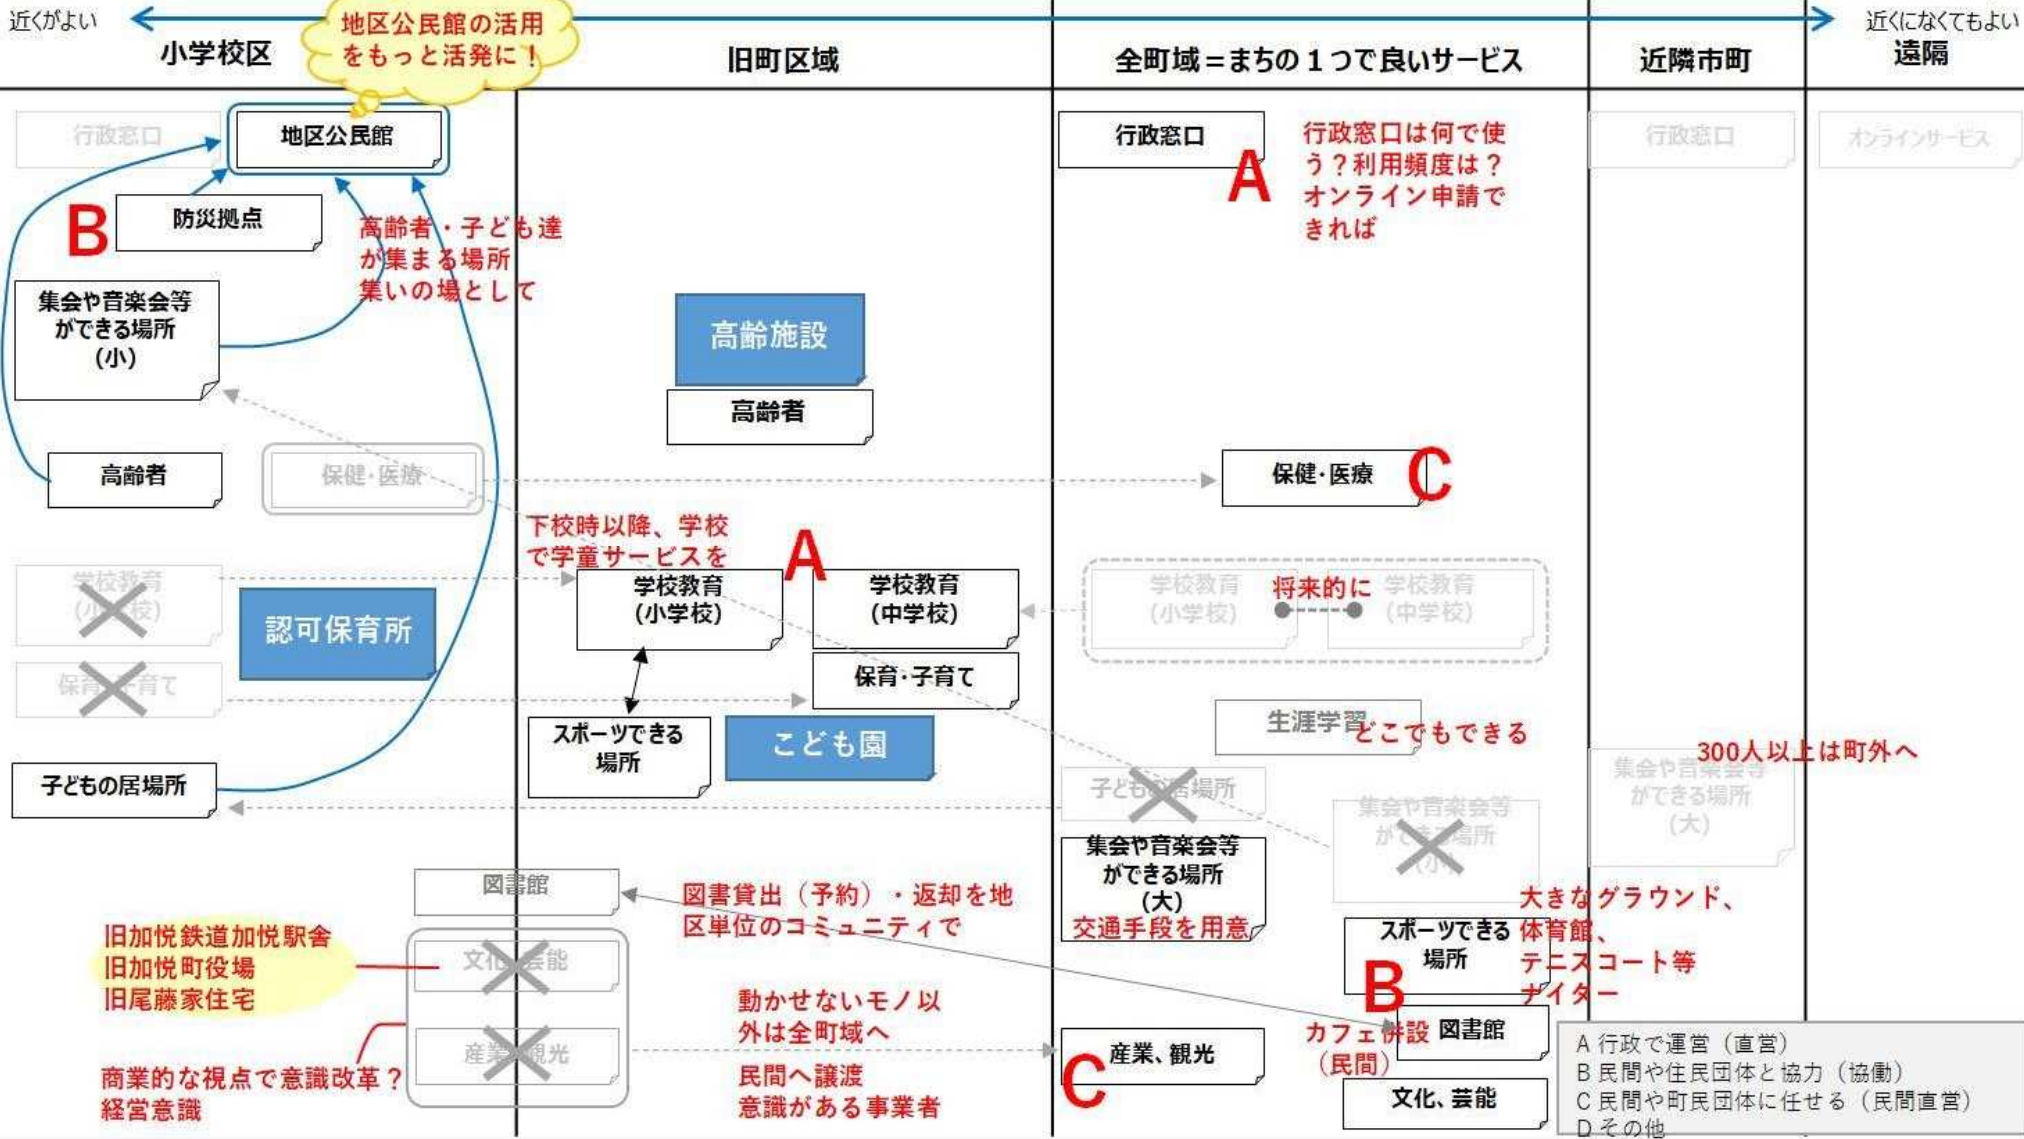 近くがよい
近くになくてもよい
小学校区
地区公民館の活用
をもっと活発に！
旧町区域
全町域＝まちの１つで良いサービス
近隣市町
遠隔
行政窓口
地区公民館
防災拠点
B
高齢者・子ども達
が集まる場所
集いの場として
集会や音楽会等
ができる場所
(小)
高齢者
保健・医療
学校教育
(小学校)
認可保育所
保育・子育て
子どもの居場所
図書館
旧加悦鉄道加悦駅舎
旧加悦町役場
旧尾藤家住宅
文化、芸能
産業、観光
商業的な視点で意識改革？
経営意識
高齢施設
高齢者
下校時以降、学校
で学童サービスを
A
学校教育
(小学校)
学校教育
(中学校)
保育・子育て
スポーツできる
場所
こども園
図書貸出（予約）・返却を地
区単位のコミュニティで
動かせないモノ以
外は全町域へ
民間へ譲渡
意識がある事業者
行政窓口
A
行政窓口は何で使
う？利用頻度は？
オンライン申請で
きれば
保健・医療
C
学校教育
(小学校)
将来的に
学校教育
(中学校)
生涯学習
どこでもできる
子どもの居場所
集会や音楽会等
ができる場所
(小)
集会や音楽会等
ができる場所
(大)
交通手段を用意
スポーツできる
場所
B
大きなグラウンド、
体育館、
テニスコート等
ナイター
カフェ併設
（民間）
図書館
産業、観光
C
文化、芸能
行政窓口
300人以上は町外へ
集会や音楽会等
ができる場所
(大)
オンラインサービス
A 行政で運営（直営）
B 民間や住民団体と協力（協働）
C 民間や町民団体に任せる（民間直営）
D その他